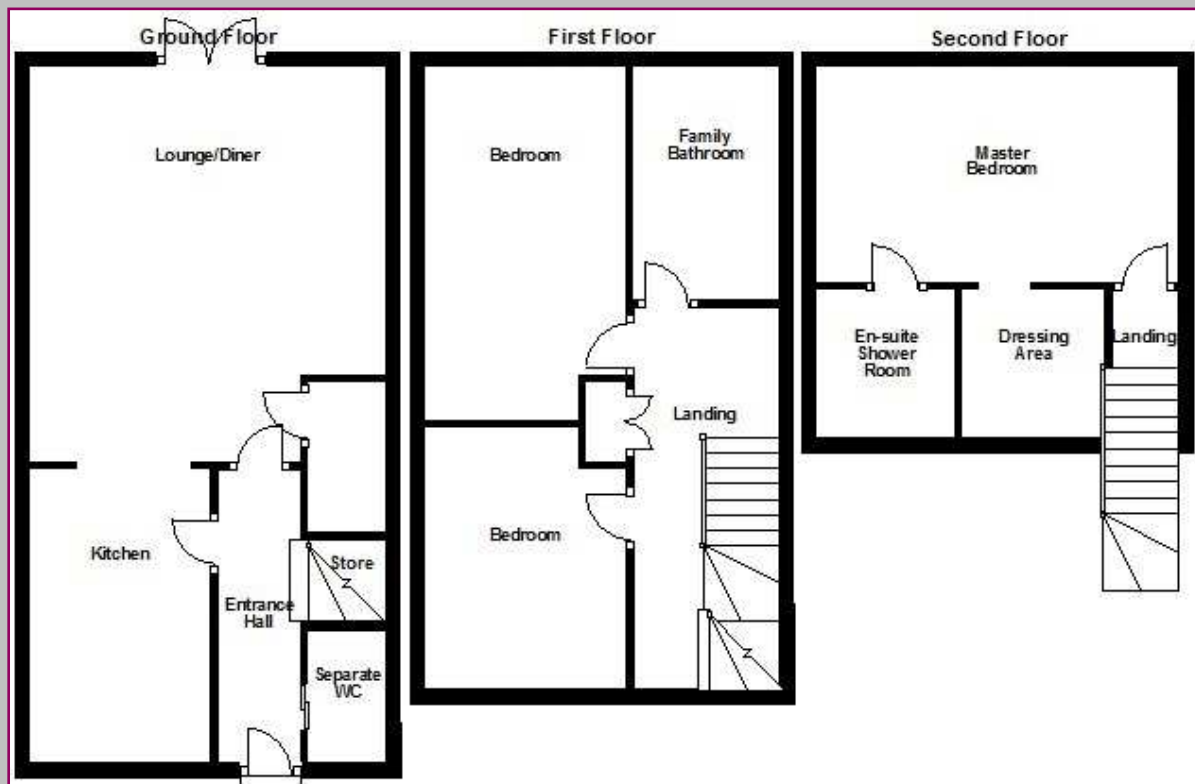 Ground Floor
Lounge/Diner
Kitchen
Entrance
Hall
Store
Separate
WC
First Floor
Bedroom
Family
Bathroom
Landing
Bedroom
Second Floor
Master
Bedroom
En-suite
Shower
Room
Dressing
Area
Landing